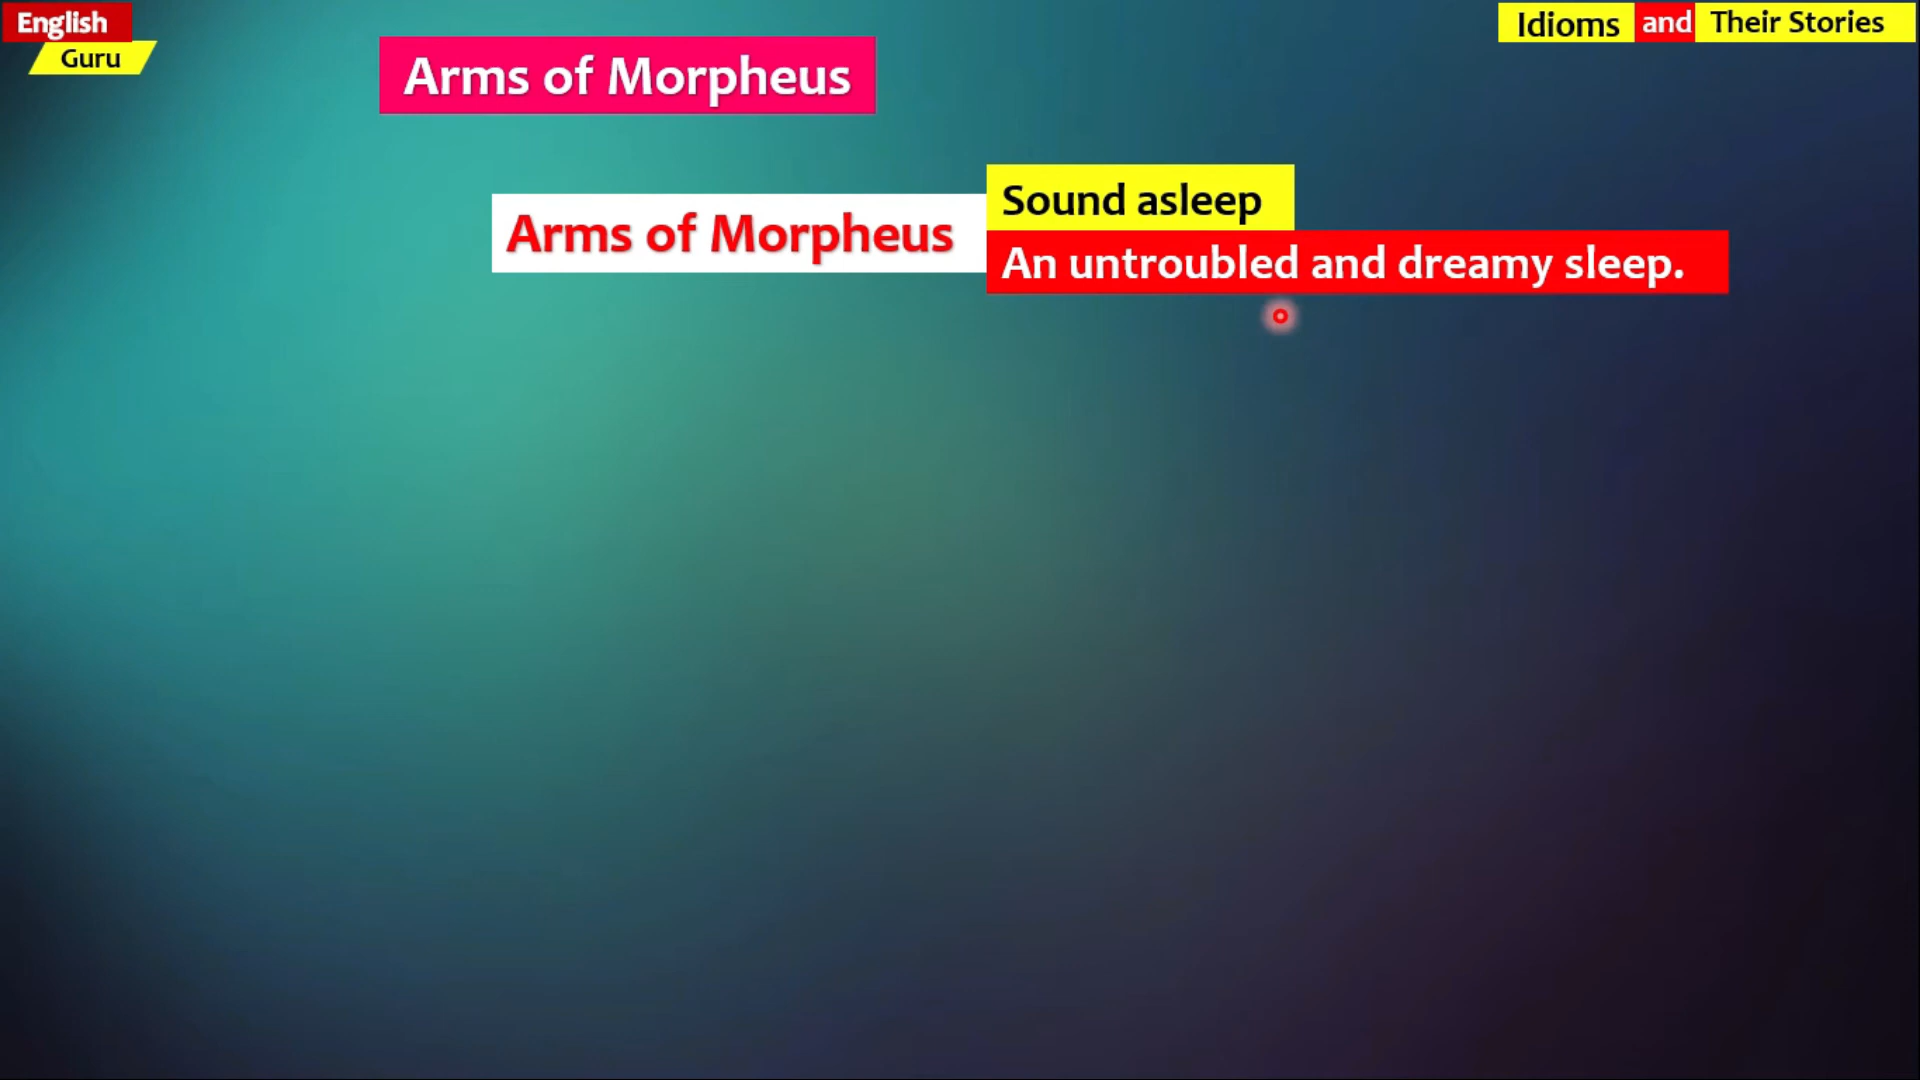 English
Guru
Idioms and Their Stories
Arms of Morpheus
Arms of Morpheus
Sound asleep
An untroubled and dreamy sleep.